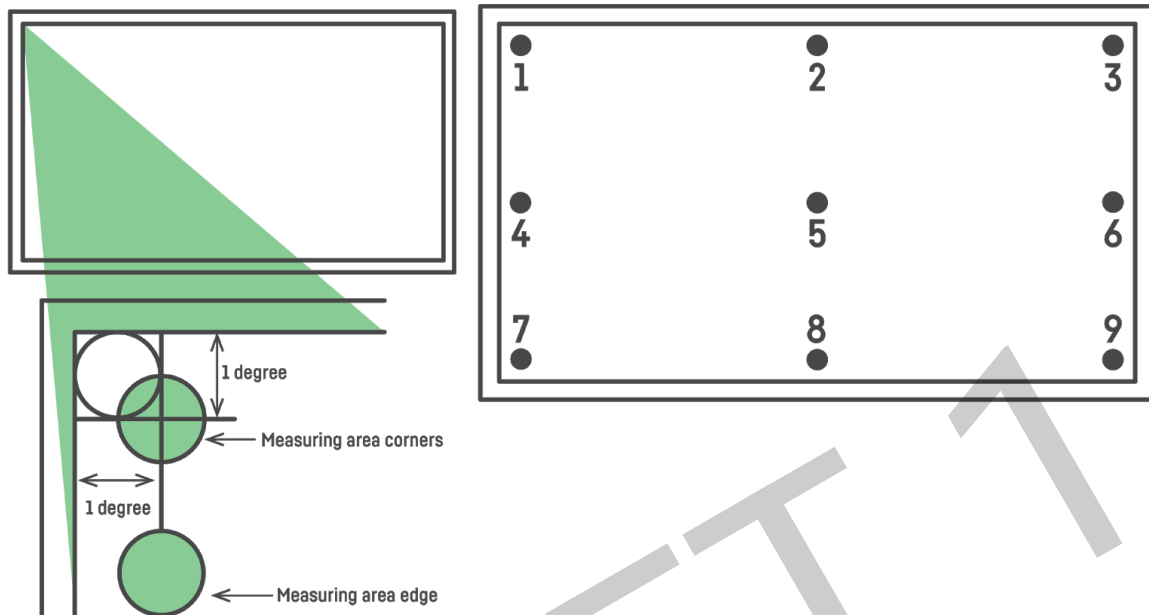 1 2 3
4 5 6
7 8 9
1 degree
Measuring area corners
1 degree
Measuring area edge